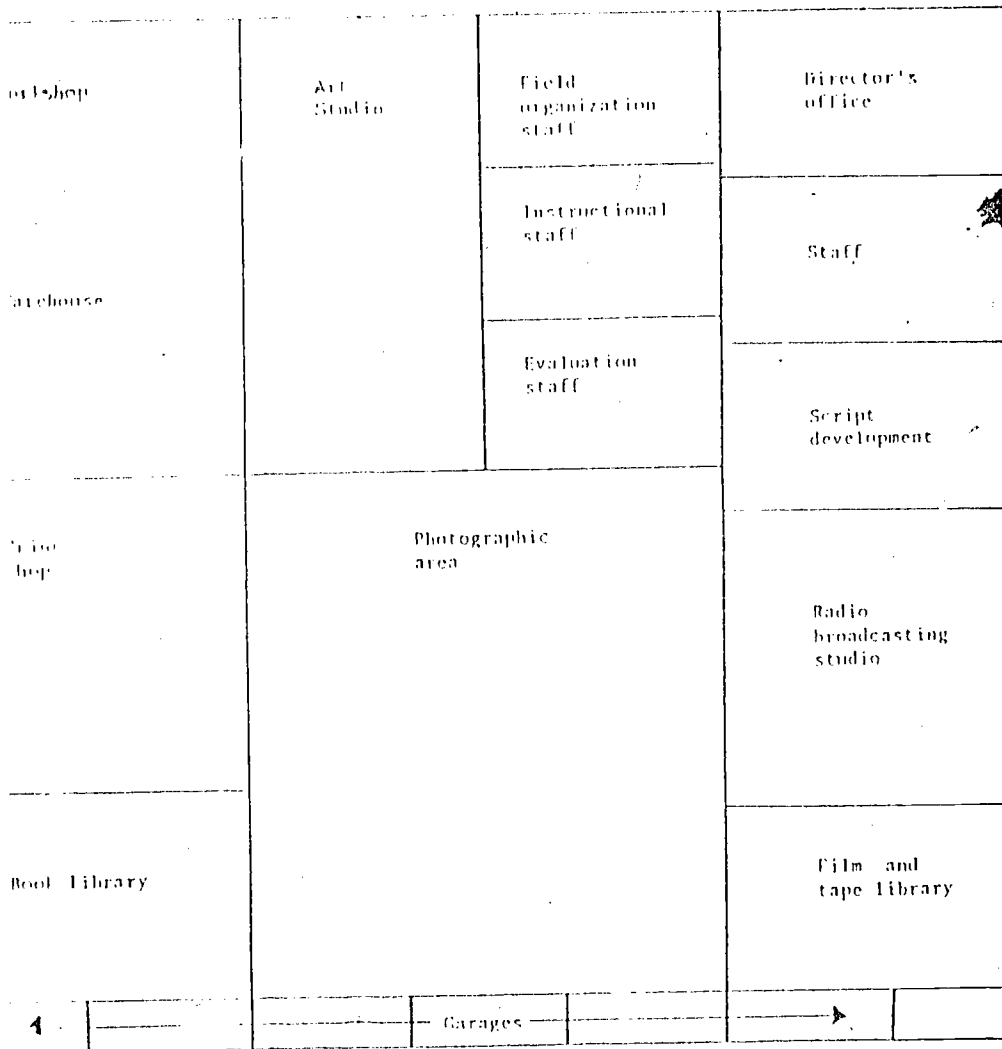 Art
Studio
Field
organization
staff
Director's
office
Instructional
staff
Staff
Evaluation
staff
Script
development
Photographic
area
Radio
broadcasting
studio
Book library
Film and
tape library
Garages